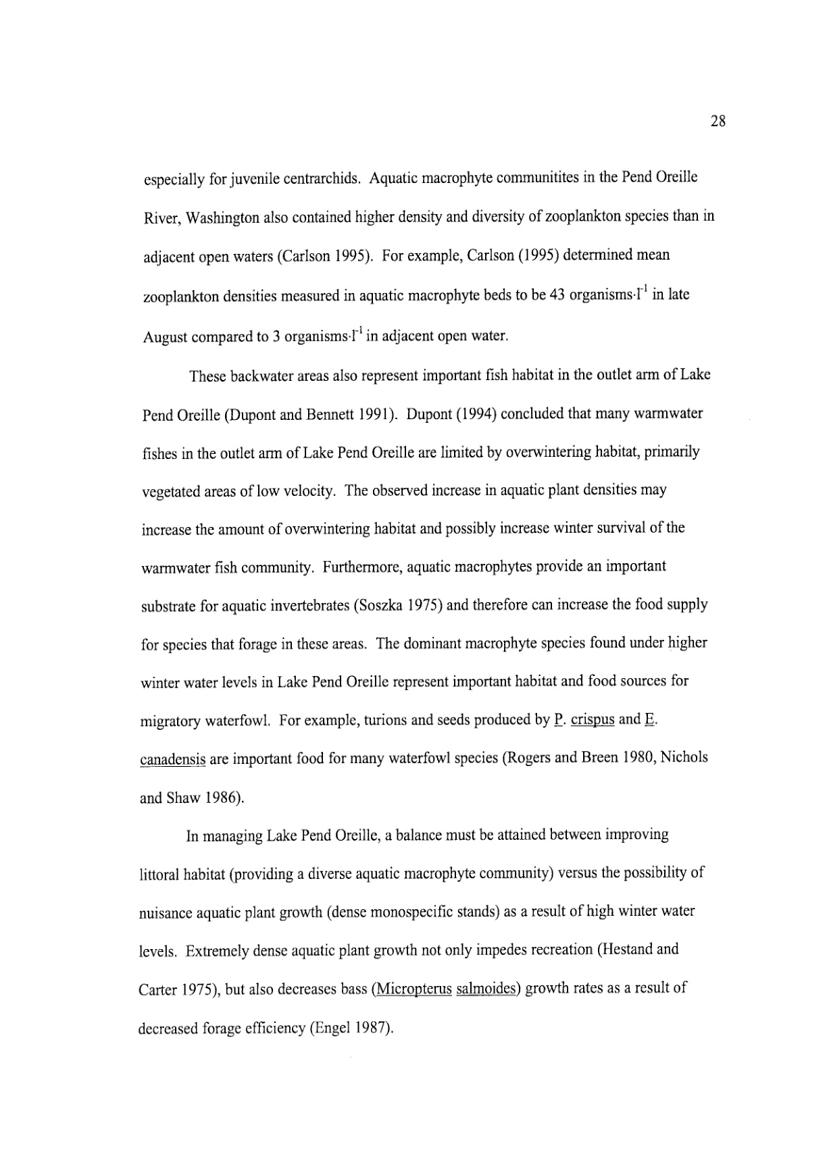 28
especially for juvenile centrarchids. Aquatic macrophyte communitites in the Pend Oreille
River, Washington also contained higher density and diversity of zooplankton species than in
adjacent open waters (Carlson 1995). For example, Carlson (1995) determined mean
zooplankton densities measured in aquatic macrophyte beds to be 43 organisms·l⁻¹ in late
August compared to 3 organisms·l⁻¹ in adjacent open water.
These backwater areas also represent important fish habitat in the outlet arm of Lake
Pend Oreille (Dupont and Bennett 1991). Dupont (1994) concluded that many warmwater
fishes in the outlet arm of Lake Pend Oreille are limited by overwintering habitat, primarily
vegetated areas of low velocity. The observed increase in aquatic plant densities may
increase the amount of overwintering habitat and possibly increase winter survival of the
warmwater fish community. Furthermore, aquatic macrophytes provide an important
substrate for aquatic invertebrates (Soszka 1975) and therefore can increase the food supply
for species that forage in these areas. The dominant macrophyte species found under higher
winter water levels in Lake Pend Oreille represent important habitat and food sources for
migratory waterfowl. For example, turions and seeds produced by P. crispus and E.
canadensis are important food for many waterfowl species (Rogers and Breen 1980, Nichols
and Shaw 1986).
In managing Lake Pend Oreille, a balance must be attained between improving
littoral habitat (providing a diverse aquatic macrophyte community) versus the possibility of
nuisance aquatic plant growth (dense monospecific stands) as a result of high winter water
levels. Extremely dense aquatic plant growth not only impedes recreation (Hestand and
Carter 1975), but also decreases bass (Micropterus salmoides) growth rates as a result of
decreased forage efficiency (Engel 1987).